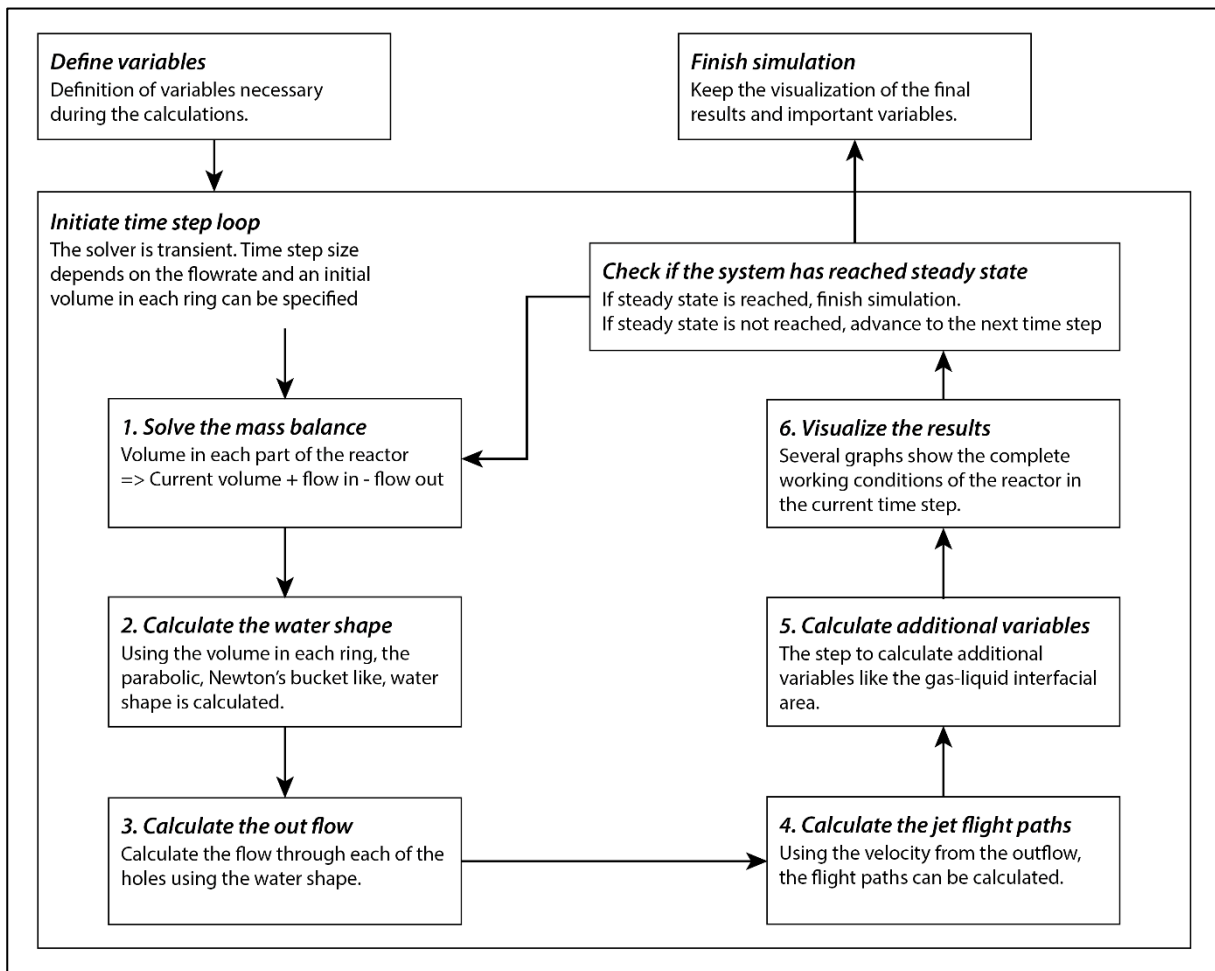 Define variables
Definition of variables necessary
during the calculations.
Finish simulation
Keep the visualization of the final
results and important variables.
Initiate time step loop
The solver is transient. Time step size
depends on the flowrate and an initial
volume in each ring can be specified
Check if the system has reached steady state
If steady state is reached, finish simulation.
If steady state is not reached, advance to the next time step
1. Solve the mass balance
Volume in each part of the reactor
=> Current volume + flow in - flow out
2. Calculate the water shape
Using the volume in each ring, the
parabolic, Newton's bucket like, water
shape is calculated.
3. Calculate the out flow
Calculate the flow through each of the
holes using the water shape.
4. Calculate the jet flight paths
Using the velocity from the outflow,
the flight paths can be calculated.
5. Calculate additional variables
The step to calculate additional
variables like the gas-liquid interfacial
area.
6. Visualize the results
Several graphs show the complete
working conditions of the reactor in
the current time step.